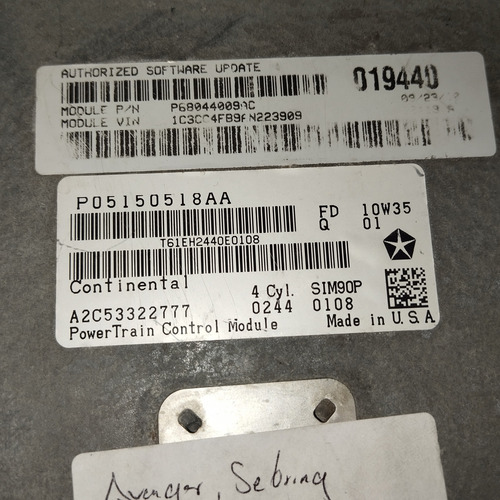 AUTHORIZED SOFTWARE UPDATE
019440
MODULE P/N P68044009AC
MODULE VIN
P05150518AA
FD 10W35
Q 01
T61EH2440E0108
Continental
4 Cyl. SIM90P
A2C53322777 0244 0108
PowerTrain Control Module Made in U.S.A
Avenger, Sebring